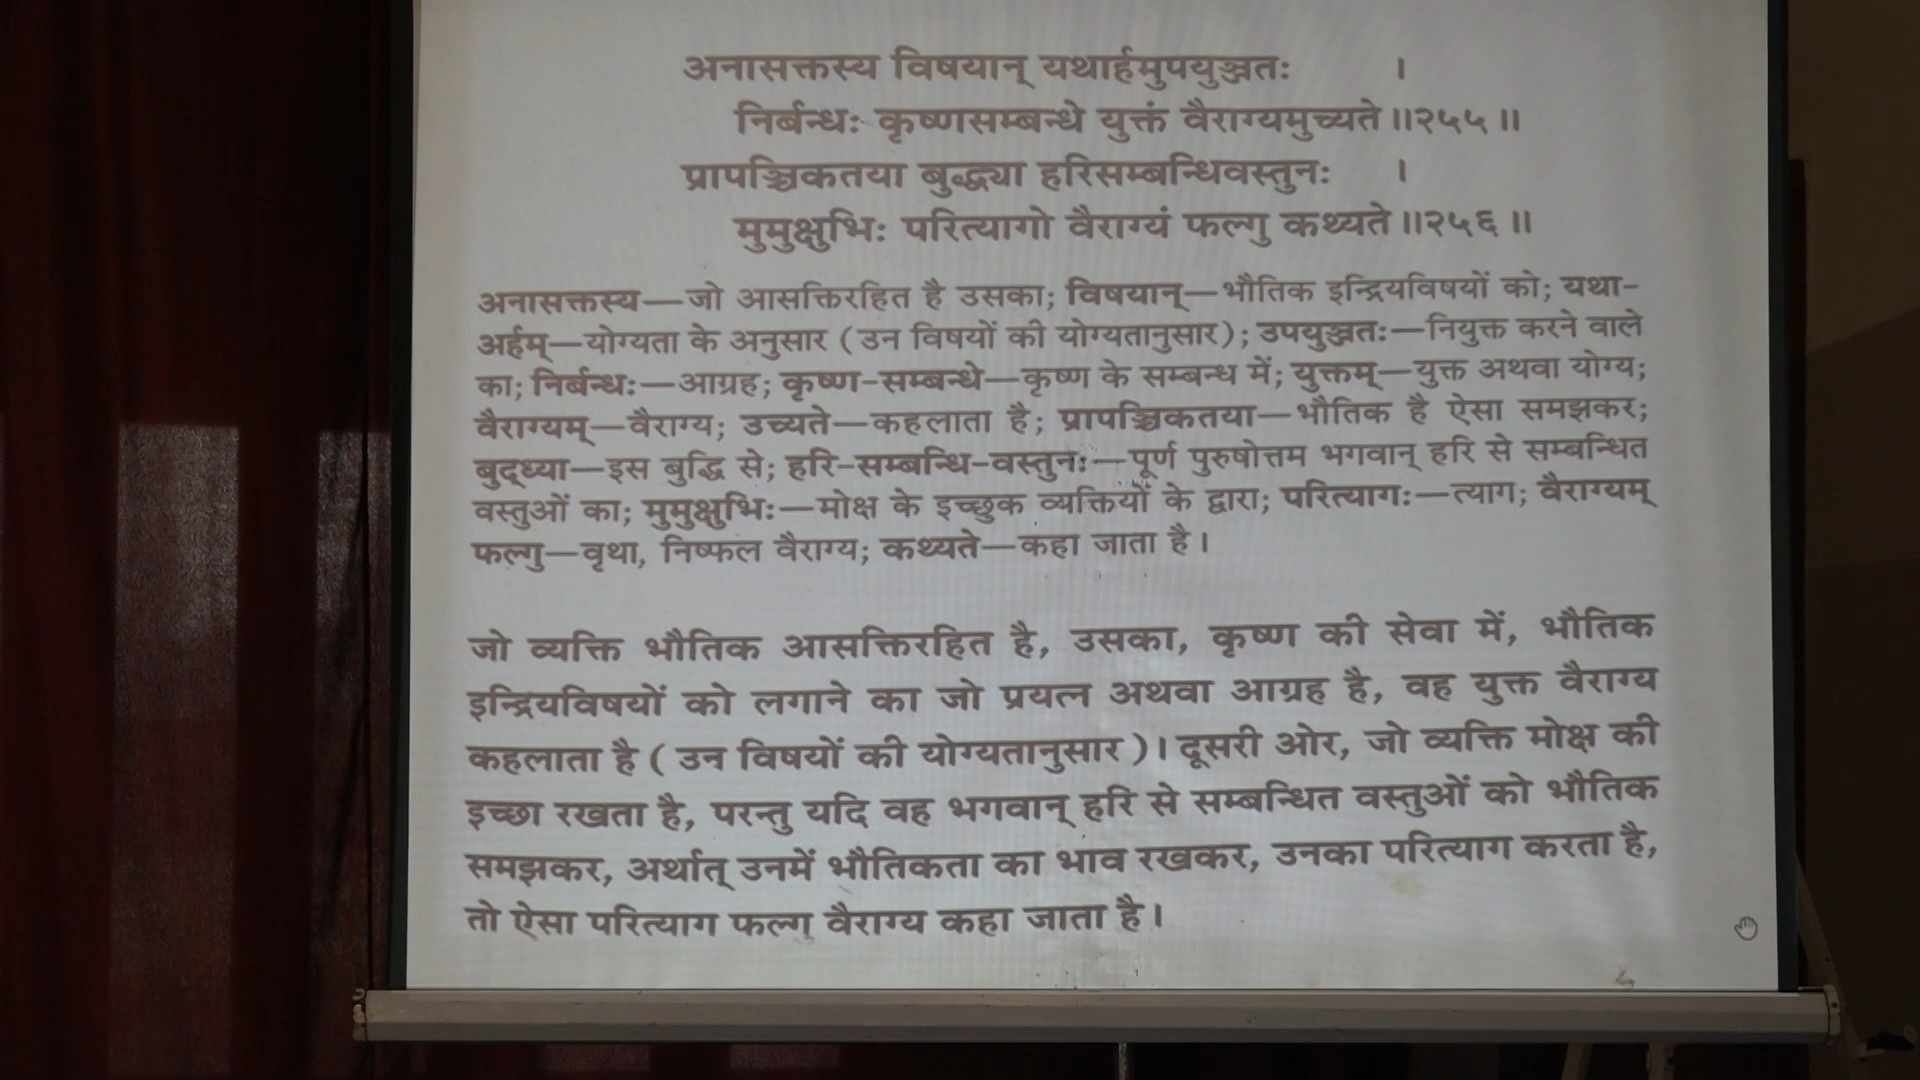 अनासक्तस्य विषयान् यथार्हमुपयुञ्जतः ।
निर्बन्धः कृष्णसम्बन्धे युक्तं वैराग्यमुच्यते ॥२५५॥
प्रापञ्चिकतया बुद्ध्या हरिसम्बन्धिवस्तुनः ।
मुमुक्षुभिः परित्यागो वैराग्यं फल्गु कथ्यते ॥२५६॥
अनासक्तस्य—जो आसक्तिरहित है उसका; विषयान्—भौतिक इन्द्रियविषयों को; यथा-
अर्हम्—योग्यता के अनुसार (उन विषयों की योग्यतानुसार); उपयुञ्जतः—नियुक्त करने वाले
का; निर्बन्धः—आग्रह; कृष्ण-सम्बन्धे—कृष्ण के सम्बन्ध में; युक्तम्—युक्त अथवा योग्य;
वैराग्यम्—वैराग्य; उच्यते—कहलाता है; प्रापञ्चिकतया—भौतिक है ऐसा समझकर;
बुद्ध्या—इस बुद्धि से; हरि-सम्बन्धि-वस्तुनः—पूर्ण पुरुषोत्तम भगवान् हरि से सम्बन्धित
वस्तुओं का; मुमुक्षुभिः—मोक्ष के इच्छुक व्यक्तियों के द्वारा; परित्यागः—त्याग; वैराग्यम्
फल्गु—वृथा, निष्फल वैराग्य; कथ्यते—कहा जाता है।
जो व्यक्ति भौतिक आसक्तिरहित है, उसका, कृष्ण की सेवा में, भौतिक
इन्द्रियविषयों को लगाने का जो प्रयत्न अथवा आग्रह है, वह युक्त वैराग्य
कहलाता है (उन विषयों की योग्यतानुसार)। दूसरी ओर, जो व्यक्ति मोक्ष की
इच्छा रखता है, परन्तु यदि वह भगवान् हरि से सम्बन्धित वस्तुओं को भौतिक
समझकर, अर्थात् उनमें भौतिकता का भाव रखकर, उनका परित्याग करता है,
तो ऐसा परित्याग फल्गु वैराग्य कहा जाता है।